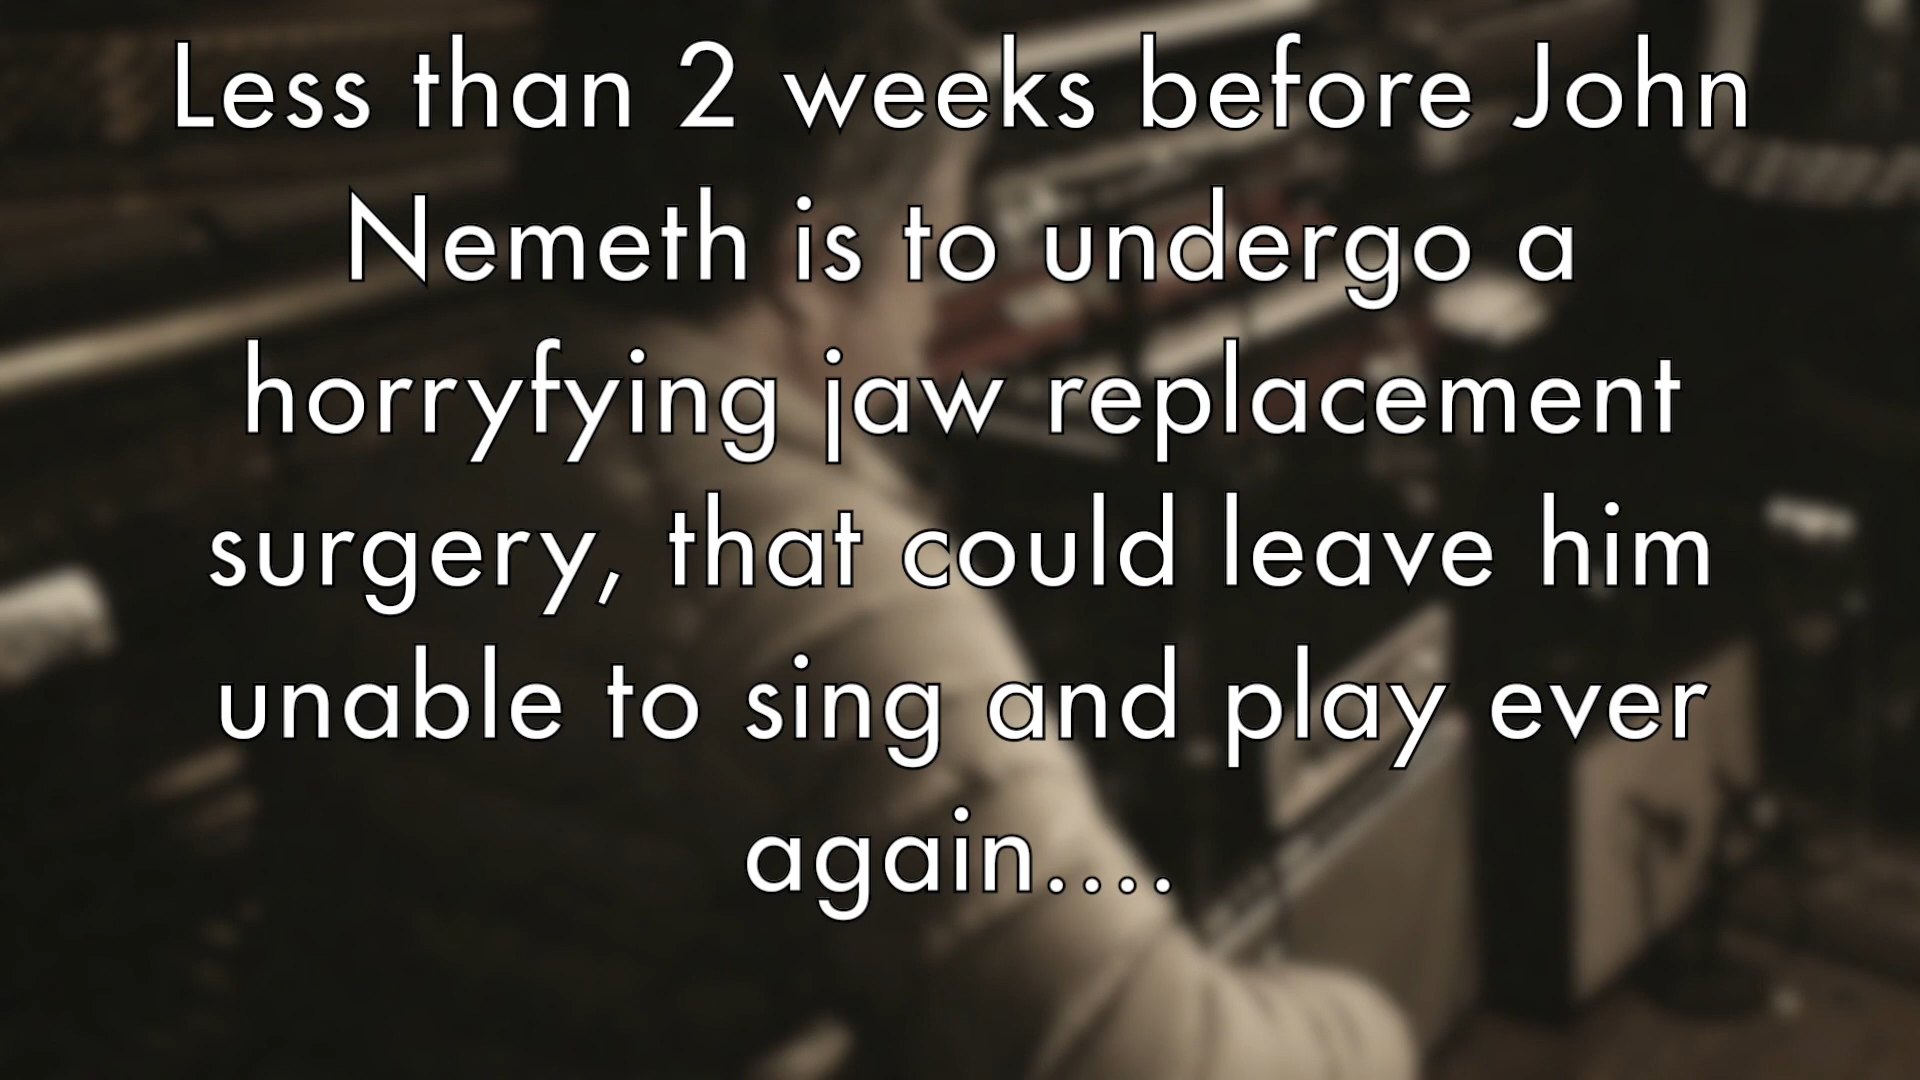 Less than 2 weeks before John
Nemeth is to undergo a
horryfying jaw replacement
surgery, that could leave him
unable to sing and play ever
again....